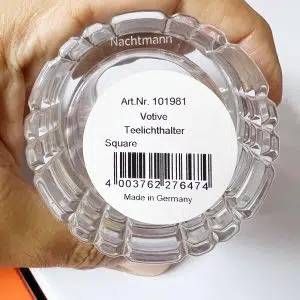 Nachtmann
Art.Nr. 101981
Votive
Teelichthalter
Square
4 003762 276474
Made in Germany